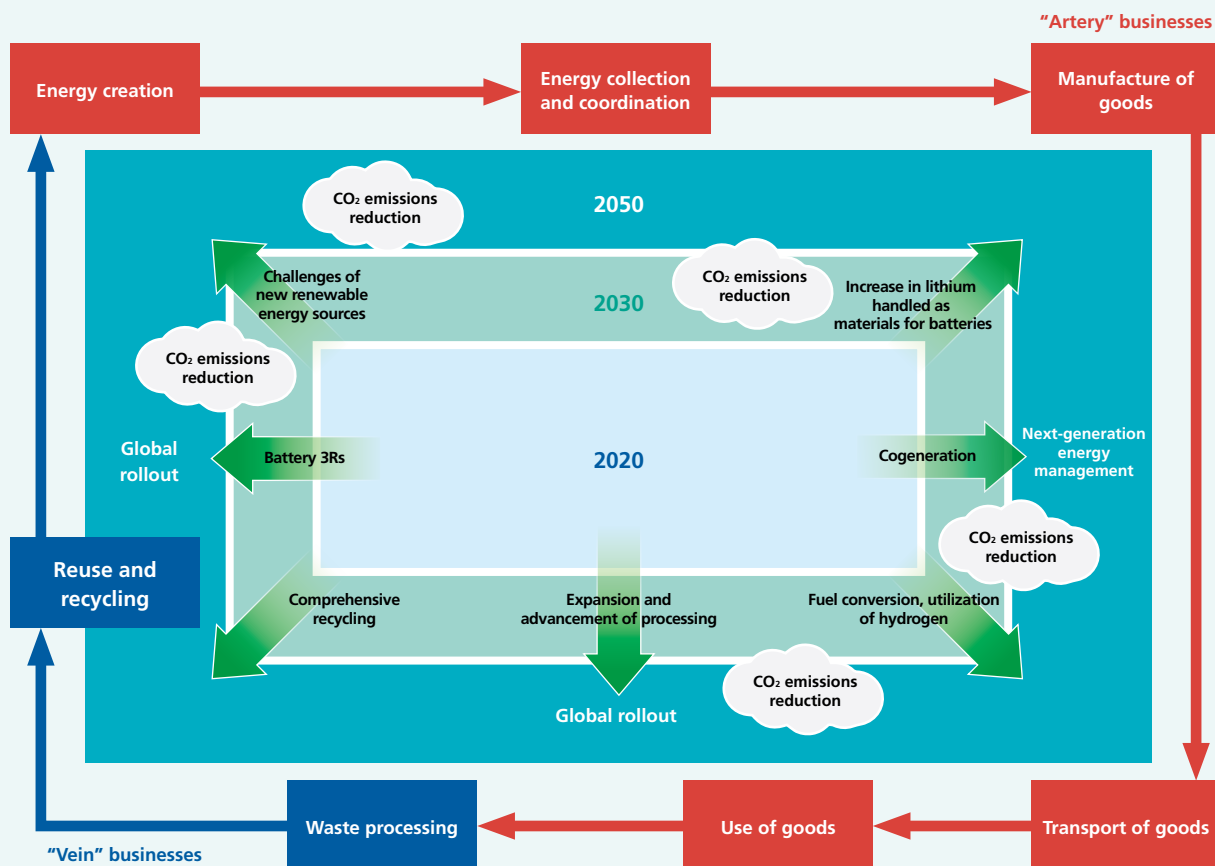 “Artery” businesses
Energy creation
Energy collection
and coordination
Manufacture of
goods
CO₂ emissions
reduction
2050
CO₂ emissions
reduction
Challenges of
new renewable
energy sources
2030
Increase in lithium
handled as
materials for batteries
CO₂ emissions
reduction
Global
rollout
Battery 3Rs
2020
Cogeneration
Next-generation
energy
management
CO₂ emissions
reduction
Reuse and
recycling
Comprehensive
recycling
Expansion and
advancement of processing
Fuel conversion, utilization
of hydrogen
CO₂ emissions
reduction
Global rollout
Waste processing
Use of goods
Transport of goods
“Vein” businesses